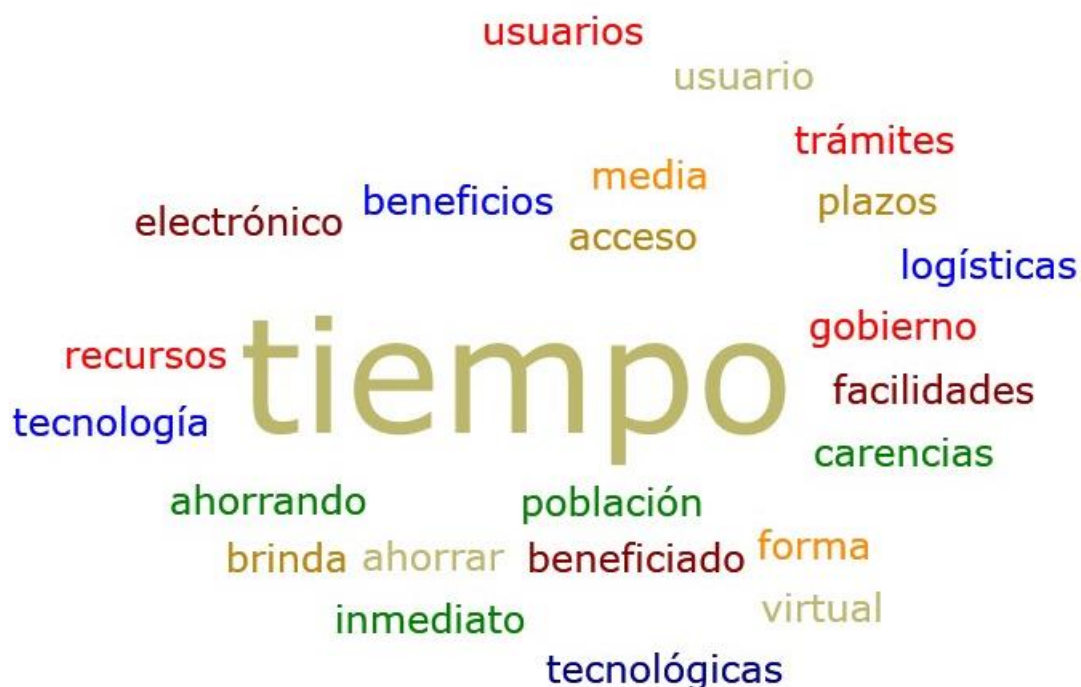 usuarios
usuario
trámites
media
beneficios
plazos
electrónico
acceso
logísticas
gobierno
recursos
tiempo
facilidades
tecnología
carencias
ahorrando
población
forma
brinda
ahorrar
beneficiado
virtual
inmediato
tecnológicas